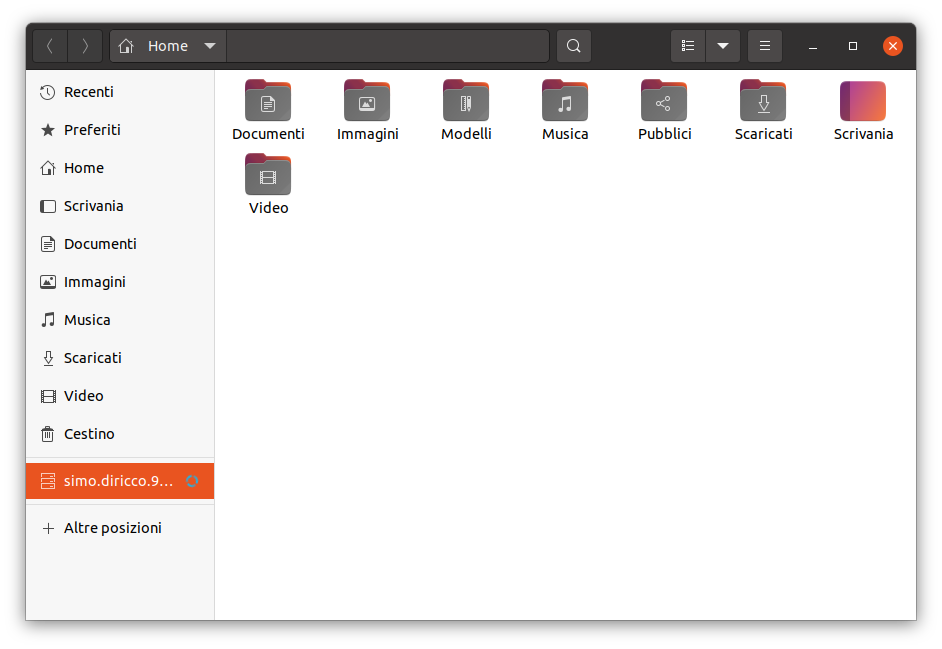 Home
Recenti
Preferiti
Home
Scrivania
Documenti
Immagini
Musica
Scaricati
Video
Cestino
simo.diricco.9...
Altre posizioni
Documenti
Immagini
Modelli
Musica
Pubblici
Scaricati
Scrivania
Video